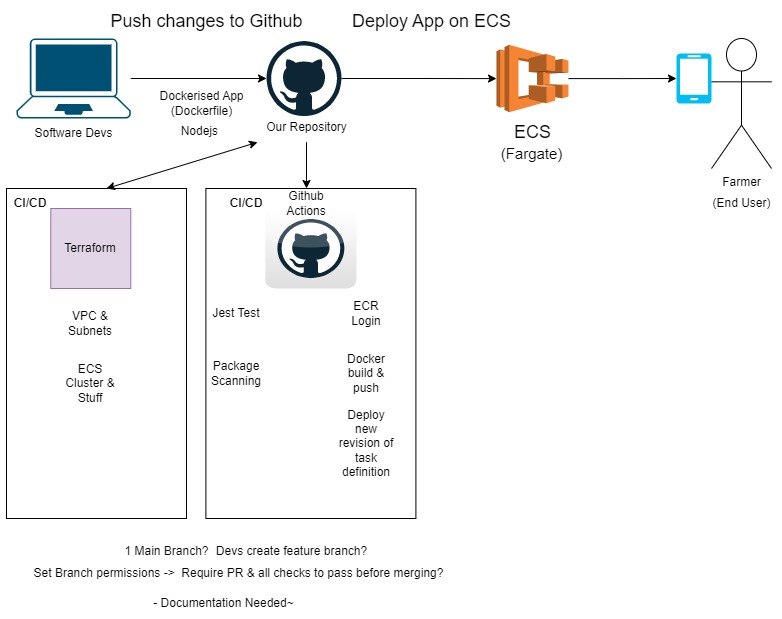 Push changes to Github
Deploy App on ECS
Dockerised App
(Dockerfile)
Nodejs
Software Devs
Our Repository
ECS
(Fargate)
Farmer
(End User)
CI/CD
Terraform
VPC &
Subnets
ECS
Cluster &
Stuff
CI/CD
Github
Actions
Jest Test
Package
Scanning
ECR
Login
Docker
build &
push
Deploy
new
revision of
task
definition
1 Main Branch?  Devs create feature branch?
Set Branch permissions ->  Require PR & all checks to pass before merging?
- Documentation Needed~